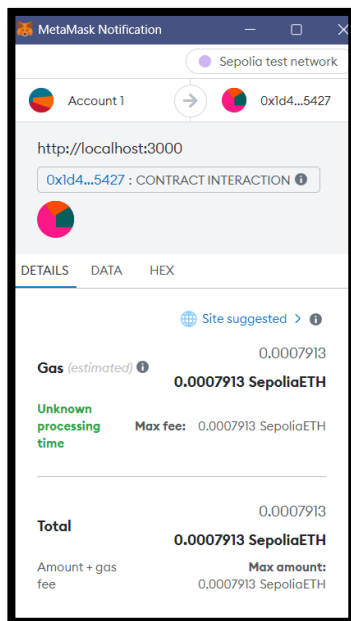 MetaMask Notification
Sepolia test network
Account 1
0x1d4...5427
http://localhost:3000
0x1d4...5427 : CONTRACT INTERACTION
DETAILS DATA HEX
Site suggested >
0.0007913
Gas (estimated)
0.0007913 SepoliaETH
Unknown processing time
Max fee: 0.0007913 SepoliaETH
0.0007913
Total
0.0007913 SepoliaETH
Amount + gas fee
Max amount:
0.0007913 SepoliaETH